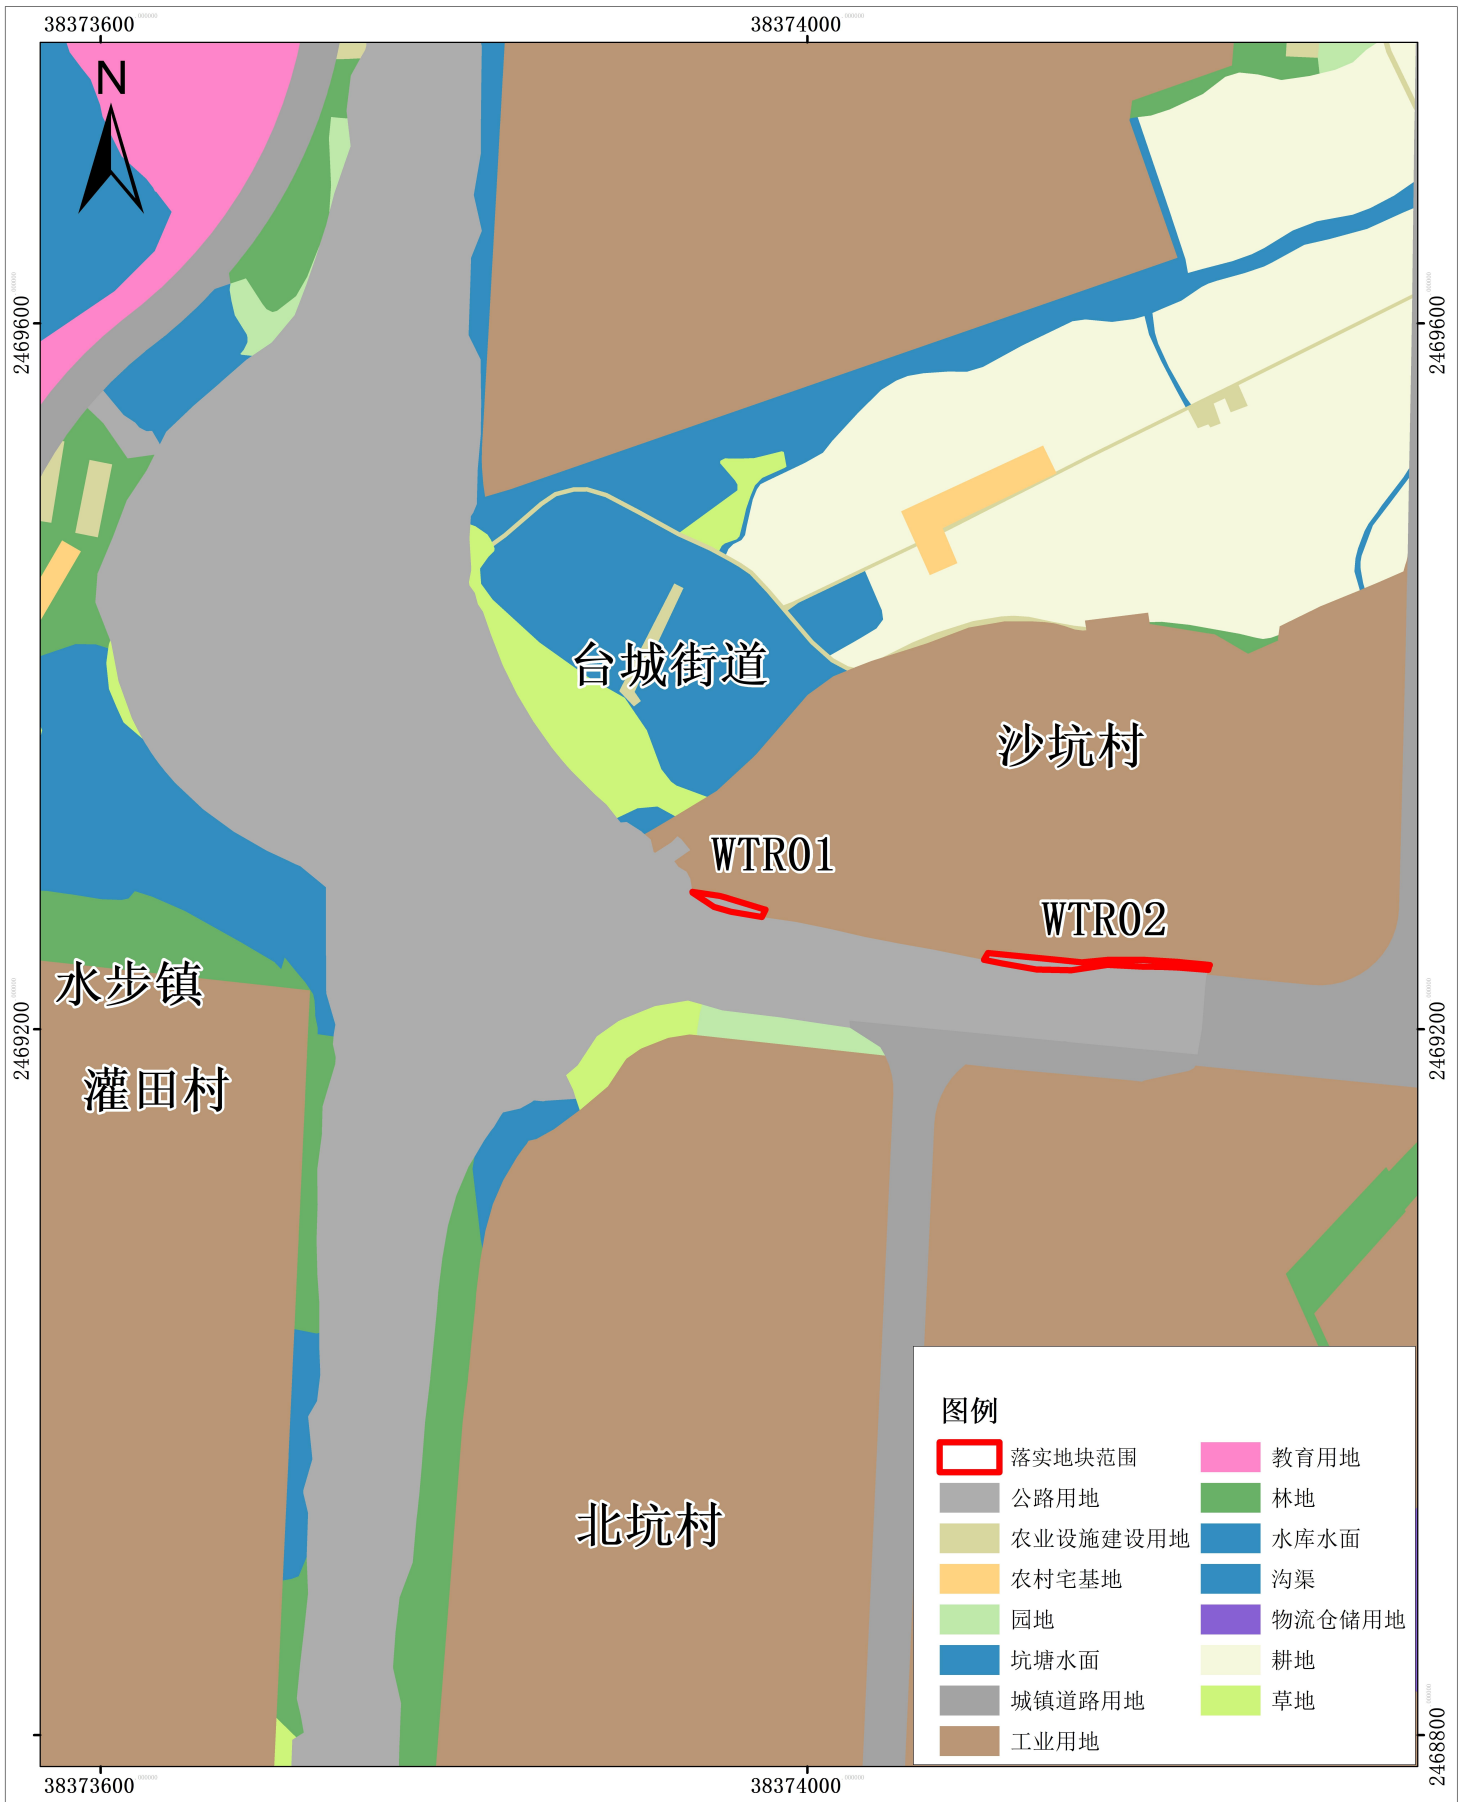 38373600
38374000
N
2469600
2469600
台城街道
沙坑村
WTR01
WTR02
水步镇
灌田村
2469200
2469200
北坑村
图例
落实地块范围
公路用地
农业设施建设用地
农村宅基地
园地
坑塘水面
城镇道路用地
工业用地
教育用地
林地
水库水面
沟渠
物流仓储用地
耕地
草地
2468800
38373600
38374000